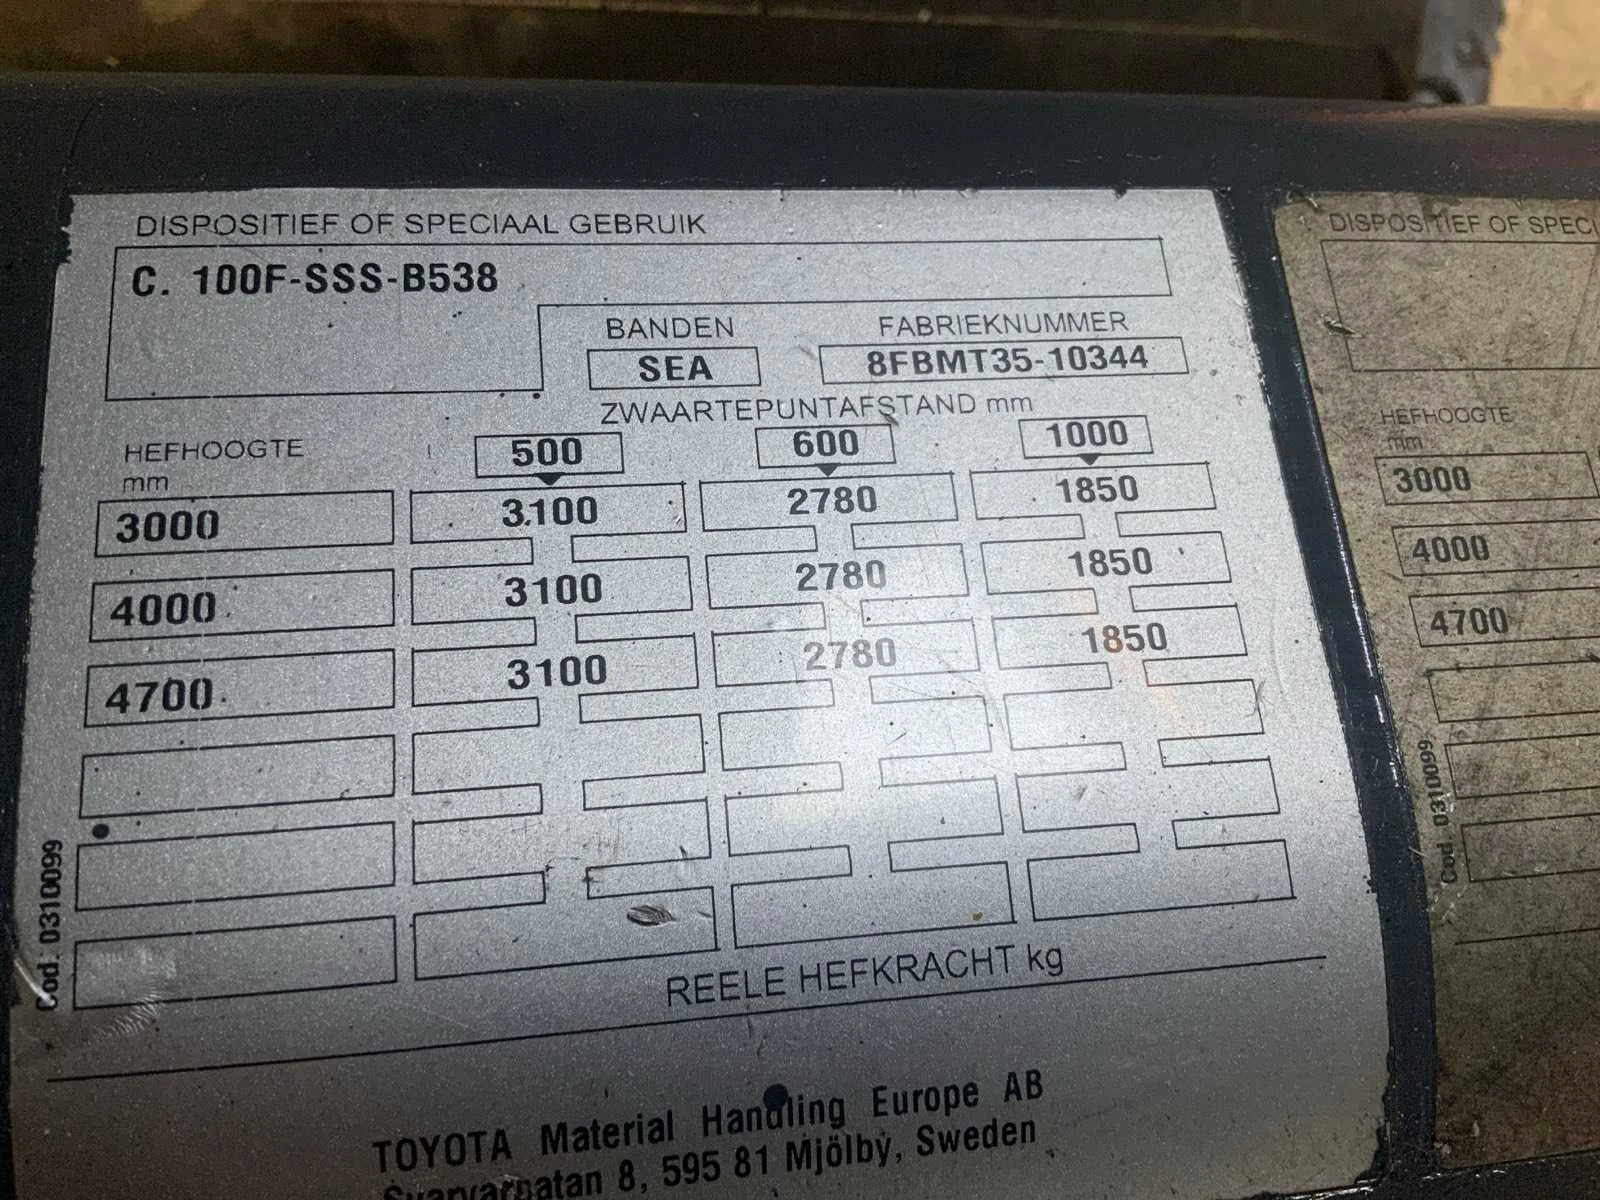 DISPOSITIEF OF SPECIAAL GEBRUIK
C. 100F-SSS-B538
BANDEN FABRIEKNUMMER
SEA 8FBMT35-10344
ZWAARTEPUNTAFSTAND mm
HEFHOOGTE 500 600 1000
mm
3000 3100 2780 1850
4000 3100 2780 1850
4700 3100 2780 1850
Cod. 0310099
REELE HEFKRACHT kg
TOYOTA Material Handling Europe AB
8, 595 81 Mjölby, Sweden
DISPOSITIEF OF
HEFHOOGTE
mm
3000
4000
4700
Cod. 0310099